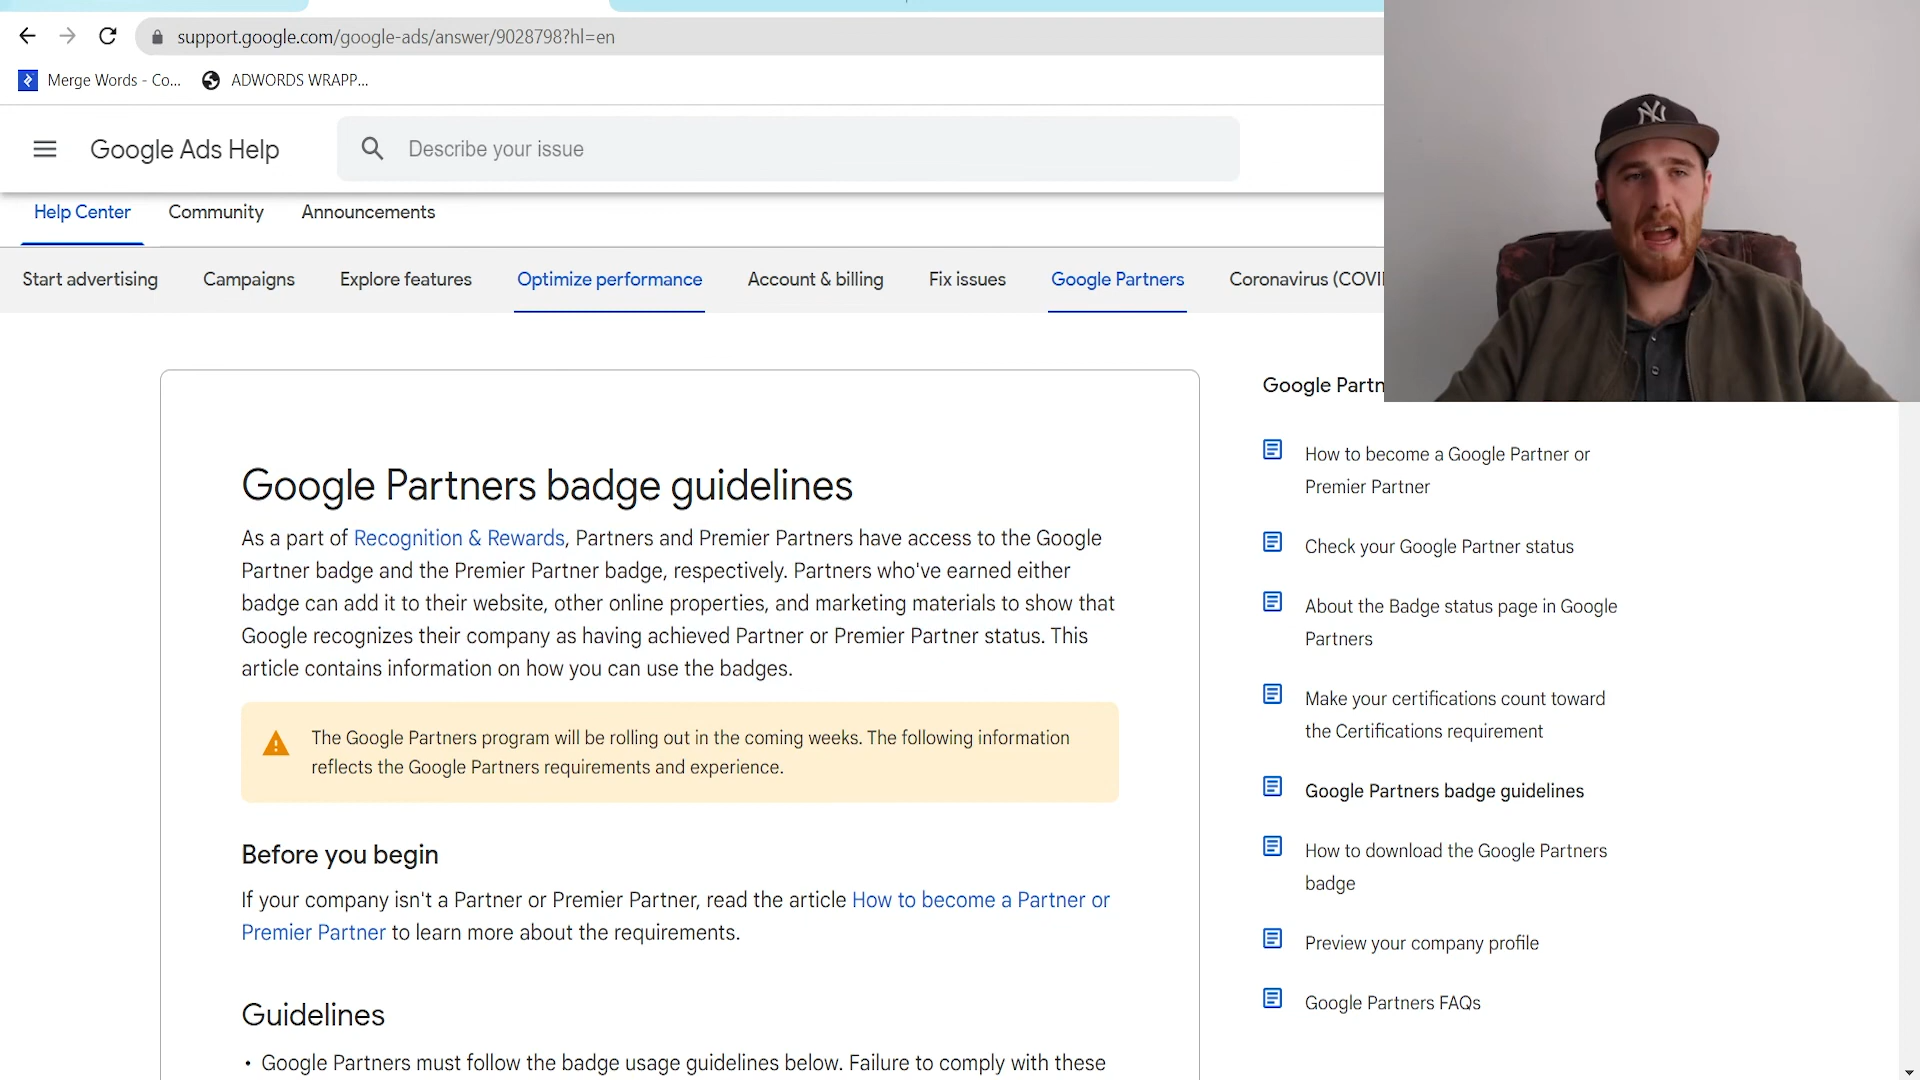 support.google.com/google-ads/answer/9028798?hl=en
Merge Words - Co...
ADWORDS WRAPP...
Google Ads Help
Describe your issue
Help Center
Community
Announcements
Start advertising
Campaigns
Explore features
Optimize performance
Account & billing
Fix issues
Google Partners
Coronavirus (COVI
NY
Google Partners badge guidelines
As a part of Recognition & Rewards, Partners and Premier Partners have access to the Google
Partner badge and the Premier Partner badge, respectively. Partners who've earned either
badge can add it to their website, other online properties, and marketing materials to show that
Google recognizes their company as having achieved Partner or Premier Partner status. This
article contains information on how you can use the badges.
The Google Partners program will be rolling out in the coming weeks. The following information
reflects the Google Partners requirements and experience.
Before you begin
If your company isn't a Partner or Premier Partner, read the article How to become a Partner or
Premier Partner to learn more about the requirements.
Guidelines
• Google Partners must follow the badge usage guidelines below. Failure to comply with these
Google Partn
How to become a Google Partner or
Premier Partner
Check your Google Partner status
About the Badge status page in Google
Partners
Make your certifications count toward
the Certifications requirement
Google Partners badge guidelines
How to download the Google Partners
badge
Preview your company profile
Google Partners FAQs